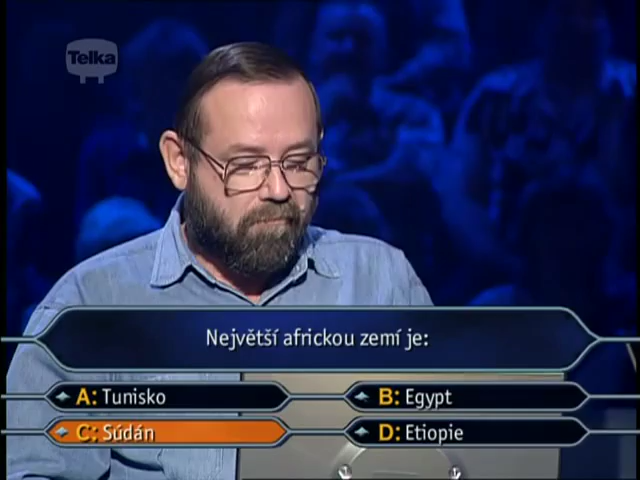 Telka
Největší africkou zemí je:
A: Tunisko
B: Egypt
C: Súdán
D: Etiopie